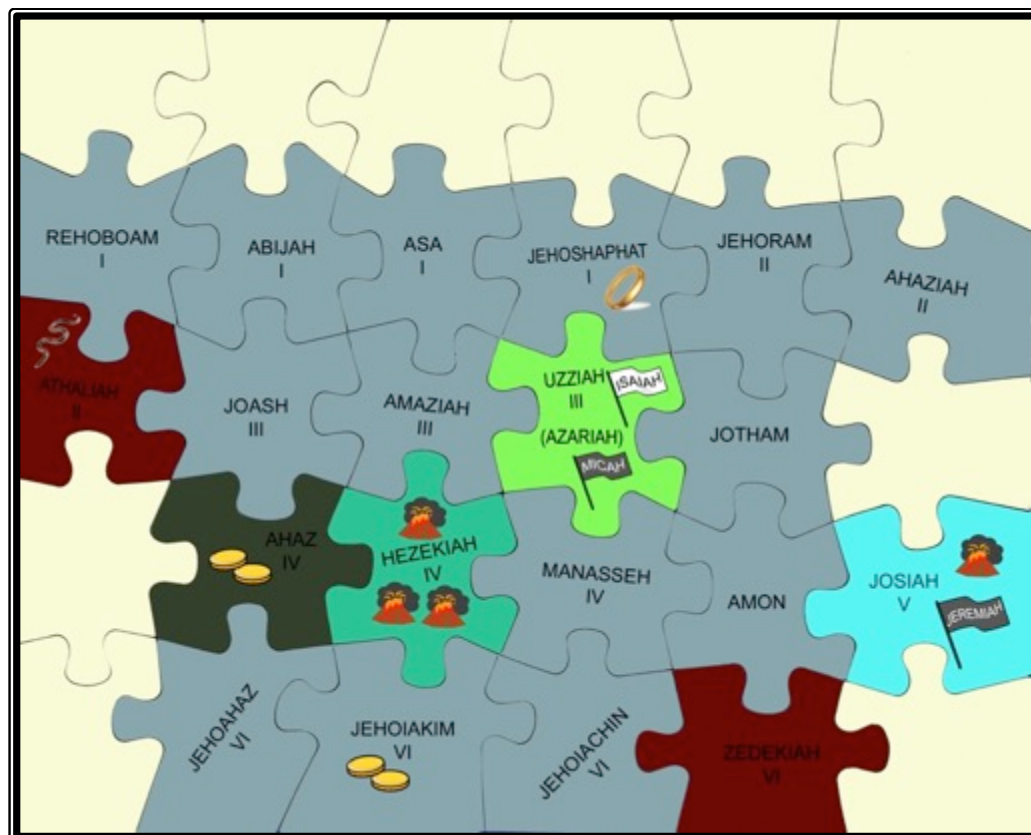 REHOBOAM
I
ABIJAH
I
ASA
I
JEHOSHAPHAT
I
JEHORAM
II
AHAZIAH
II
ATHALIAH
II
JOASH
III
AMAZIAH
III
UZZIAH
III
(AZARIAH)
ISAIAH
MICAH
JOTHAM
AHAZ
IV
HEZEKIAH
IV
MANASSEH
IV
AMON
JOSIAH
V
JEREMIAH
JEHOAHAZ
VI
JEHOIAKIM
VI
JEHOIACHIN
VI
ZEDEKIAH
VI